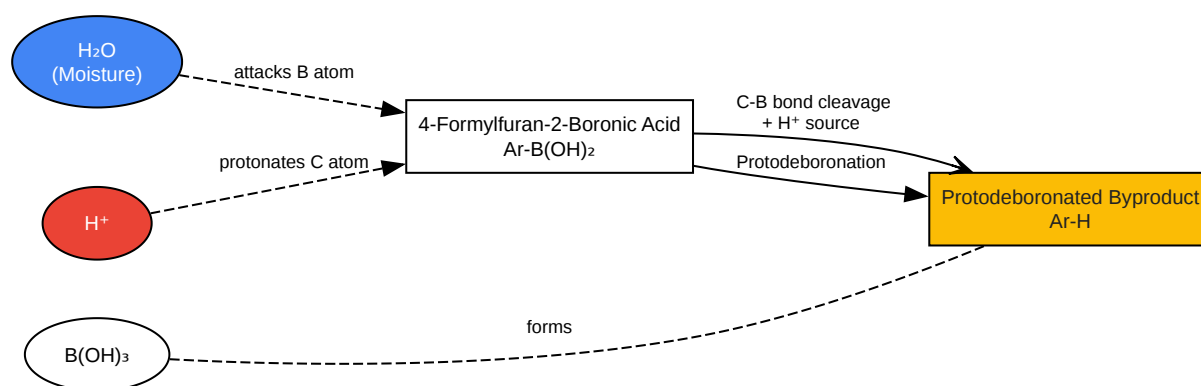 H₂O
(Moisture)
attacks B atom
protonates C atom
H⁺
4-Formylfuran-2-Boronic Acid
Ar-B(OH)₂
C-B bond cleavage
+ H⁺ source
Protodeboronation
Protodeboronated Byproduct
Ar-H
forms
B(OH)₃